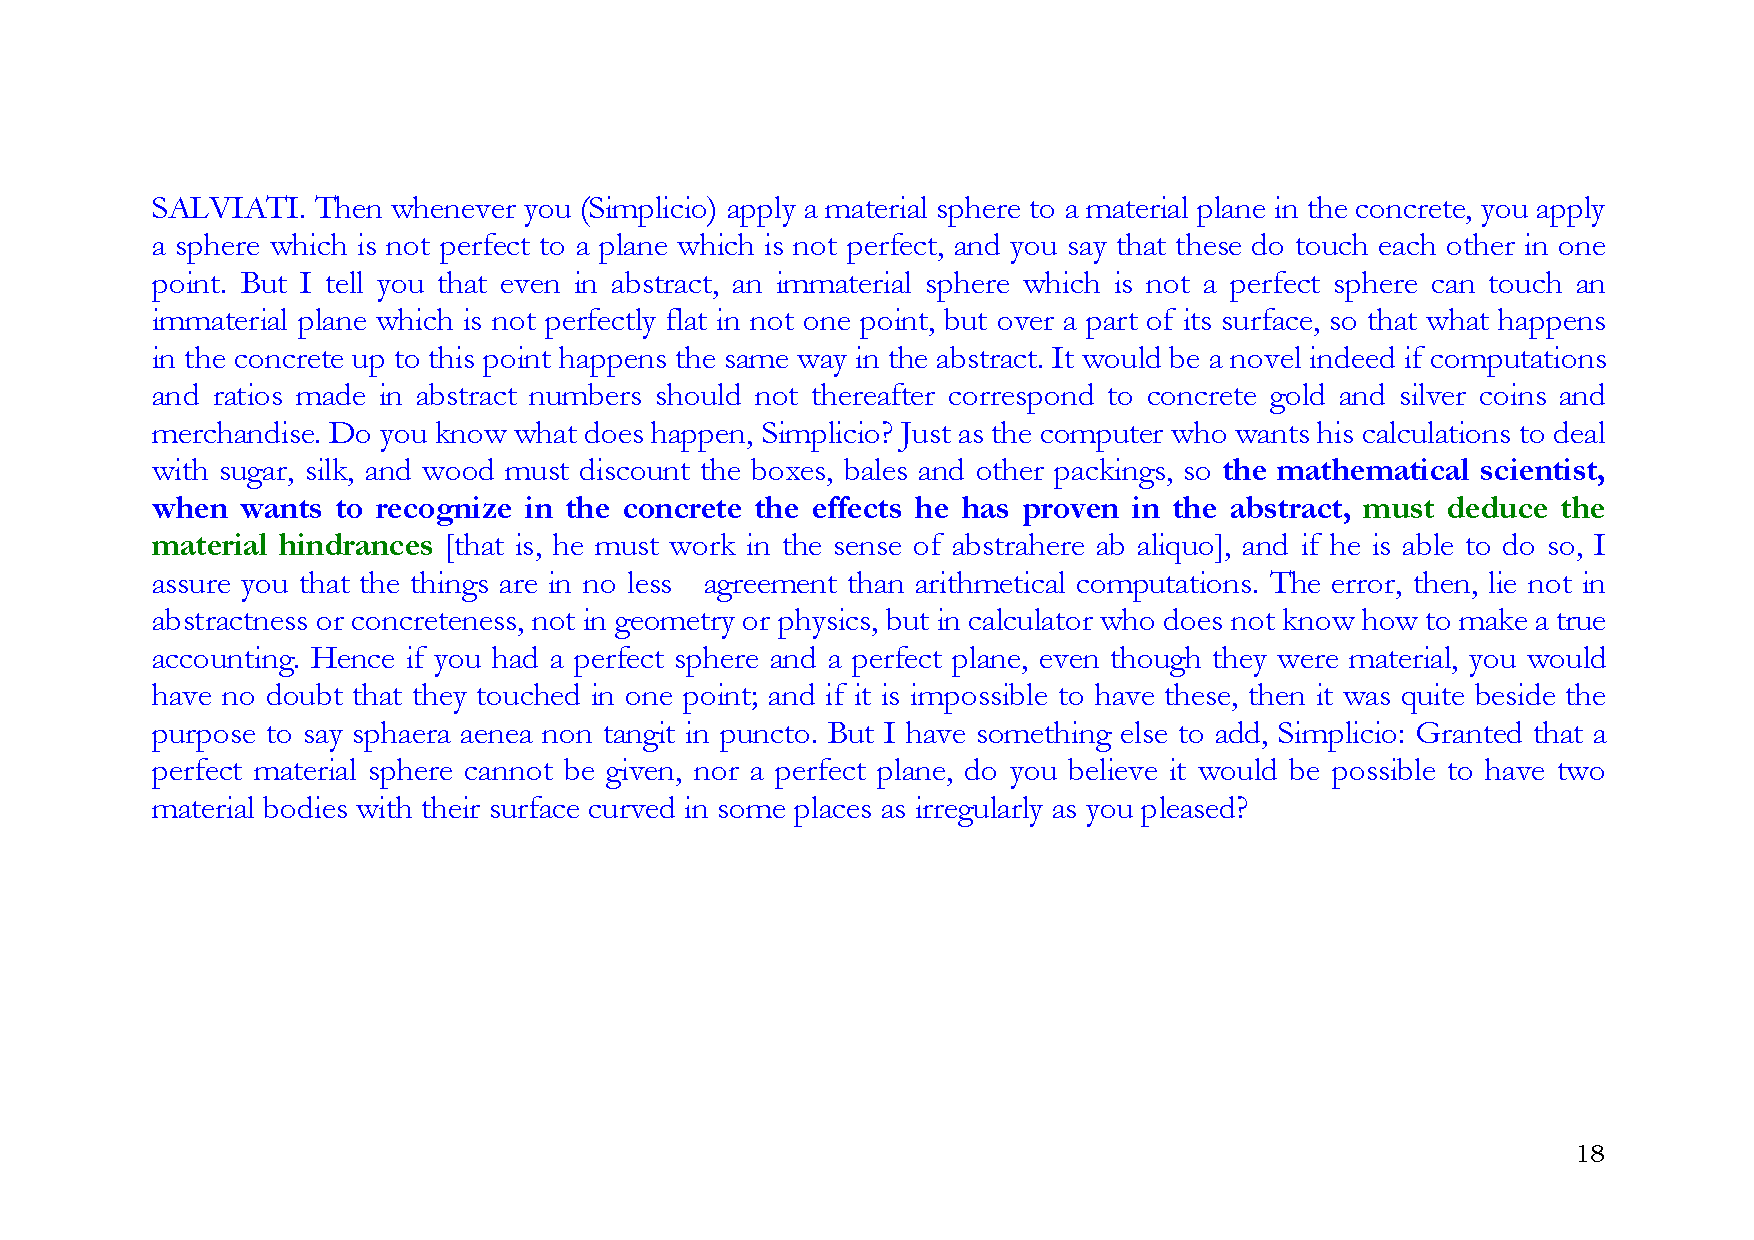 SALVIATI. Then whenever you (Simplicio) apply a material sphere to a material plane in the concrete, you apply
a sphere which is not perfect to a plane which is not perfect, and you say that these do touch each other in one
point. But I tell you that even in abstract, an immaterial sphere which is not a perfect sphere can touch an
immaterial plane which is not perfectly flat in not one point, but over a part of its surface, so that what happens
in the concrete up to this point happens the same way in the abstract. It would be a novel indeed if computations
and ratios made in abstract numbers should not thereafter correspond to concrete gold and silver coins and
merchandise. Do you know what does happen, Simplicio? Just as the computer who wants his calculations to deal
with sugar, silk, and wood must discount the boxes, bales and other packings, so the mathematical scientist,
when wants to recognize in the concrete the effects he has proven in the abstract, must deduce the
material hindrances [that is, he must work in the sense of abstrahere ab aliquo], and if he is able to do so, I
assure you that the things are in no less agreement than arithmetical computations. The error, then, lie not in
abstractness or concreteness, not in geometry or physics, but in calculator who does not know how to make a true
accounting. Hence if you had a perfect sphere and a perfect plane, even though they were material, you would
have no doubt that they touched in one point; and if it is impossible to have these, then it was quite beside the
purpose to say sphaera aenea non tangit in puncto. But I have something else to add, Simplicio: Granted that a
perfect material sphere cannot be given, nor a perfect plane, do you believe it would be possible to have two
material bodies with their surface curved in some places as irregularly as you pleased?
18